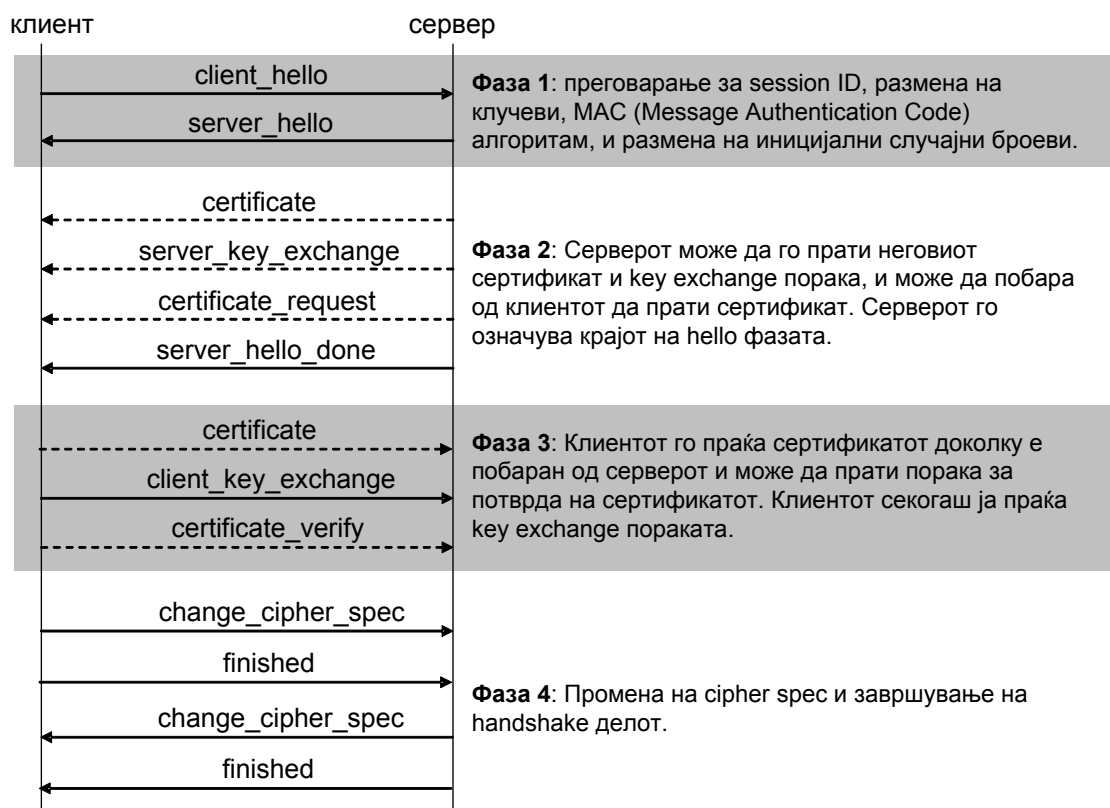 клиент
сервер
client_hello
server_hello
Фаза 1: преговарање за session ID, размена на
клучеви, MAC (Message Authentication Code)
алгоритам, и размена на иницијални случајни броеви.
certificate
server_key_exchange
certificate_request
server_hello_done
Фаза 2: Серверот може да го прати неговиот
сертификат и key exchange порака, и може да побара
од клиентот да прати сертификат. Серверот го
означува крајот на hello фазата.
certificate
client_key_exchange
certificate_verify
Фаза 3: Клиентот го праќа сертификатот доколку е
побаран од серверот и може да прати порака за
потврда на сертификатот. Клиентот секогаш ја праќа
key exchange пораката.
change_cipher_spec
finished
change_cipher_spec
finished
Фаза 4: Промена на cipher spec и завршување на
handshake делот.